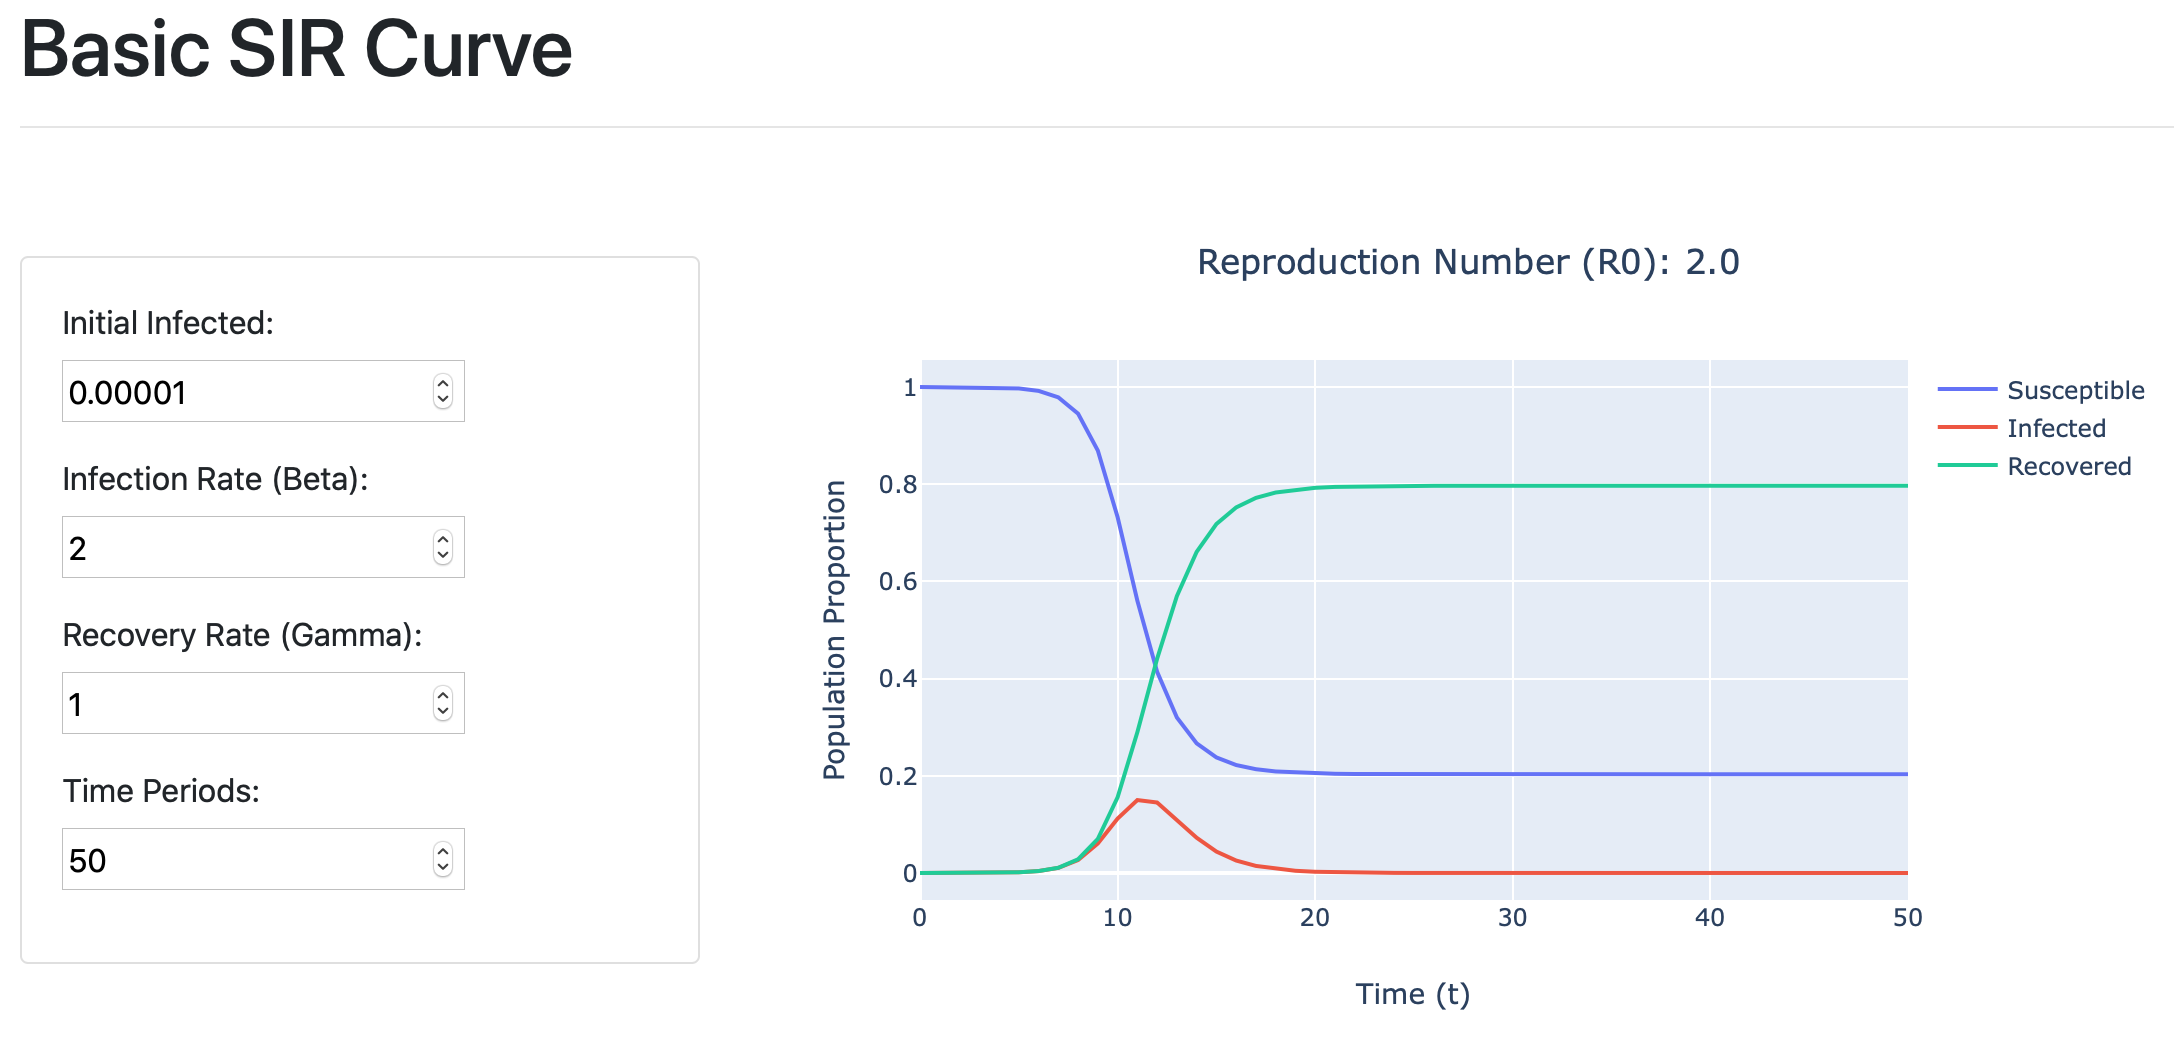 Basic SIR Curve
Initial Infected:
0.00001
Infection Rate (Beta):
2
Recovery Rate (Gamma):
1
Time Periods:
50
Reproduction Number (R0): 2.0
Population Proportion
1
0.8
0.6
0.4
0.2
0
0 10 20 30 40 50
Time (t)
Susceptible
Infected
Recovered